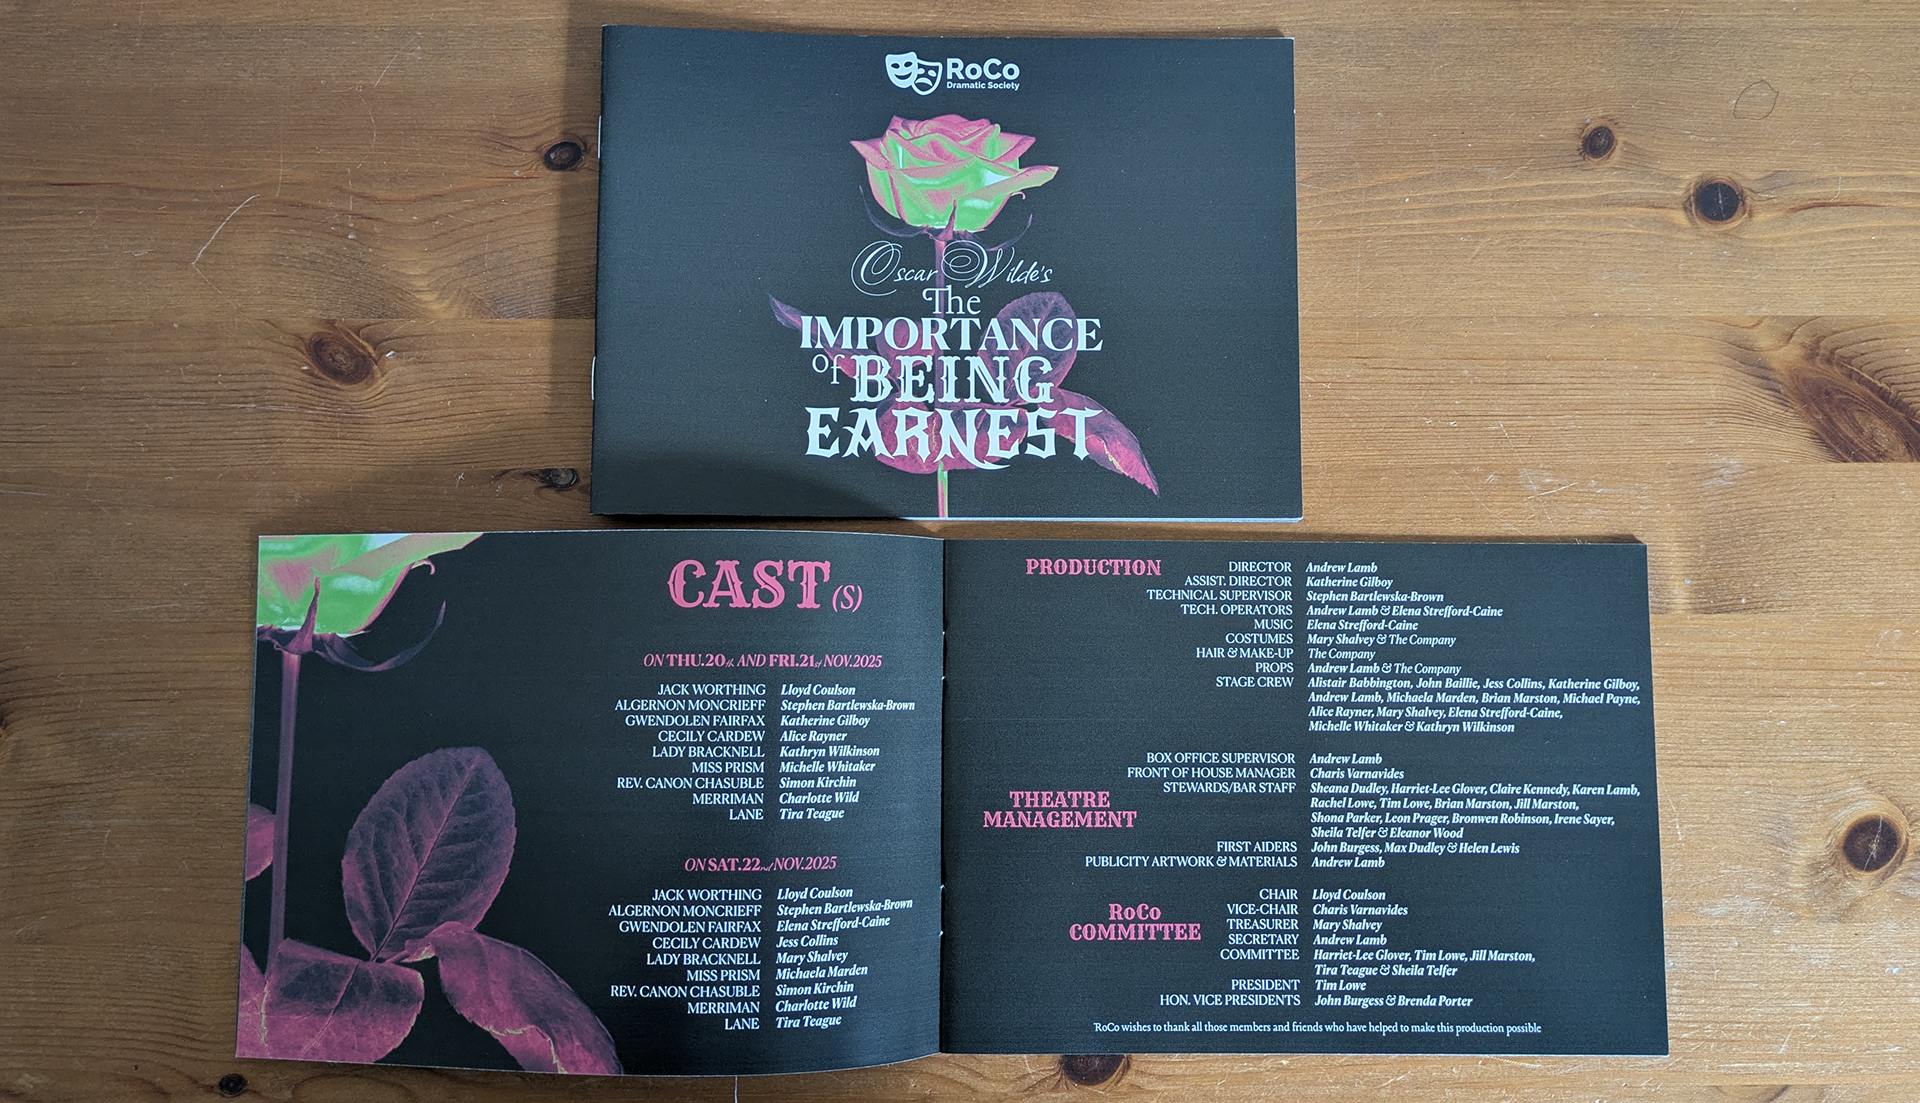 RoCo
Dramatic Society
Oscar Wilde's
The
IMPORTANCE
of BEING
EARNEST
CAST (S)
ON THU.20th AND FRI.21st NOV.2025
JACK WORTHING Lloyd Coulson
ALGERNON MONCRIEFF Stephen Bartlewska-Brown
GWENDOLEN FAIRFAX Katherine Gilboy
CECILY CARDEW Alice Rayner
LADY BRACKNELL Kathryn Wilkinson
MISS PRISM Michelle Whitaker
REV. CANON CHASUBLE Simon Kirchin
MERRIMAN Charlotte Wild
LANE Tira Teague
ON SAT.22nd NOV.2025
JACK WORTHING Lloyd Coulson
ALGERNON MONCRIEFF Stephen Bartlewska-Brown
GWENDOLEN FAIRFAX Elena Strefford-Caine
CECILY CARDEW Jess Collins
LADY BRACKNELL Mary Shalvey
MISS PRISM Michaela Marden
REV. CANON CHASUBLE Simon Kirchin
MERRIMAN Charlotte Wild
LANE Tira Teague
PRODUCTION
DIRECTOR Andrew Lamb
ASSIST. DIRECTOR Katherine Gilboy
TECHNICAL SUPERVISOR Stephen Bartlewska-Brown
TECH. OPERATORS Andrew Lamb & Elena Strefford-Caine
MUSIC Elena Strefford-Caine
COSTUMES Mary Shalvey & The Company
HAIR & MAKE-UP The Company
PROPS Andrew Lamb & The Company
STAGE CREW Alistair Babbington, John Baillie, Jess Collins, Katherine Gilboy,
Andrew Lamb, Michaela Marden, Brian Marston, Michael Payne,
Alice Rayner, Mary Shalvey, Elena Strefford-Caine,
Michelle Whitaker & Kathryn Wilkinson
THEATRE
MANAGEMENT
BOX OFFICE SUPERVISOR Andrew Lamb
FRONT OF HOUSE MANAGER Charis Varnavides
STEWARDS/BAR STAFF Sheana Dudley, Harriet-Lee Glover, Claire Kennedy, Karen Lamb,
Rachel Lowe, Tim Lowe, Brian Marston, Jill Marston,
Shona Parker, Leon Prager, Bronwen Robinson, Irene Sayer,
Sheila Telfer & Eleanor Wood
FIRST AIDERS John Burgess, Max Dudley & Helen Lewis
PUBLICITY ARTWORK & MATERIALS Andrew Lamb
RoCo
COMMITTEE
CHAIR Lloyd Coulson
VICE-CHAIR Charis Varnavides
TREASURER Mary Shalvey
SECRETARY Andrew Lamb
COMMITTEE Harriet-Lee Glover, Tim Lowe, Jill Marston,
Tira Teague & Sheila Telfer
PRESIDENT Tim Lowe
HON. VICE PRESIDENTS John Burgess & Brenda Porter
RoCo wishes to thank all those members and friends who have helped to make this production possible